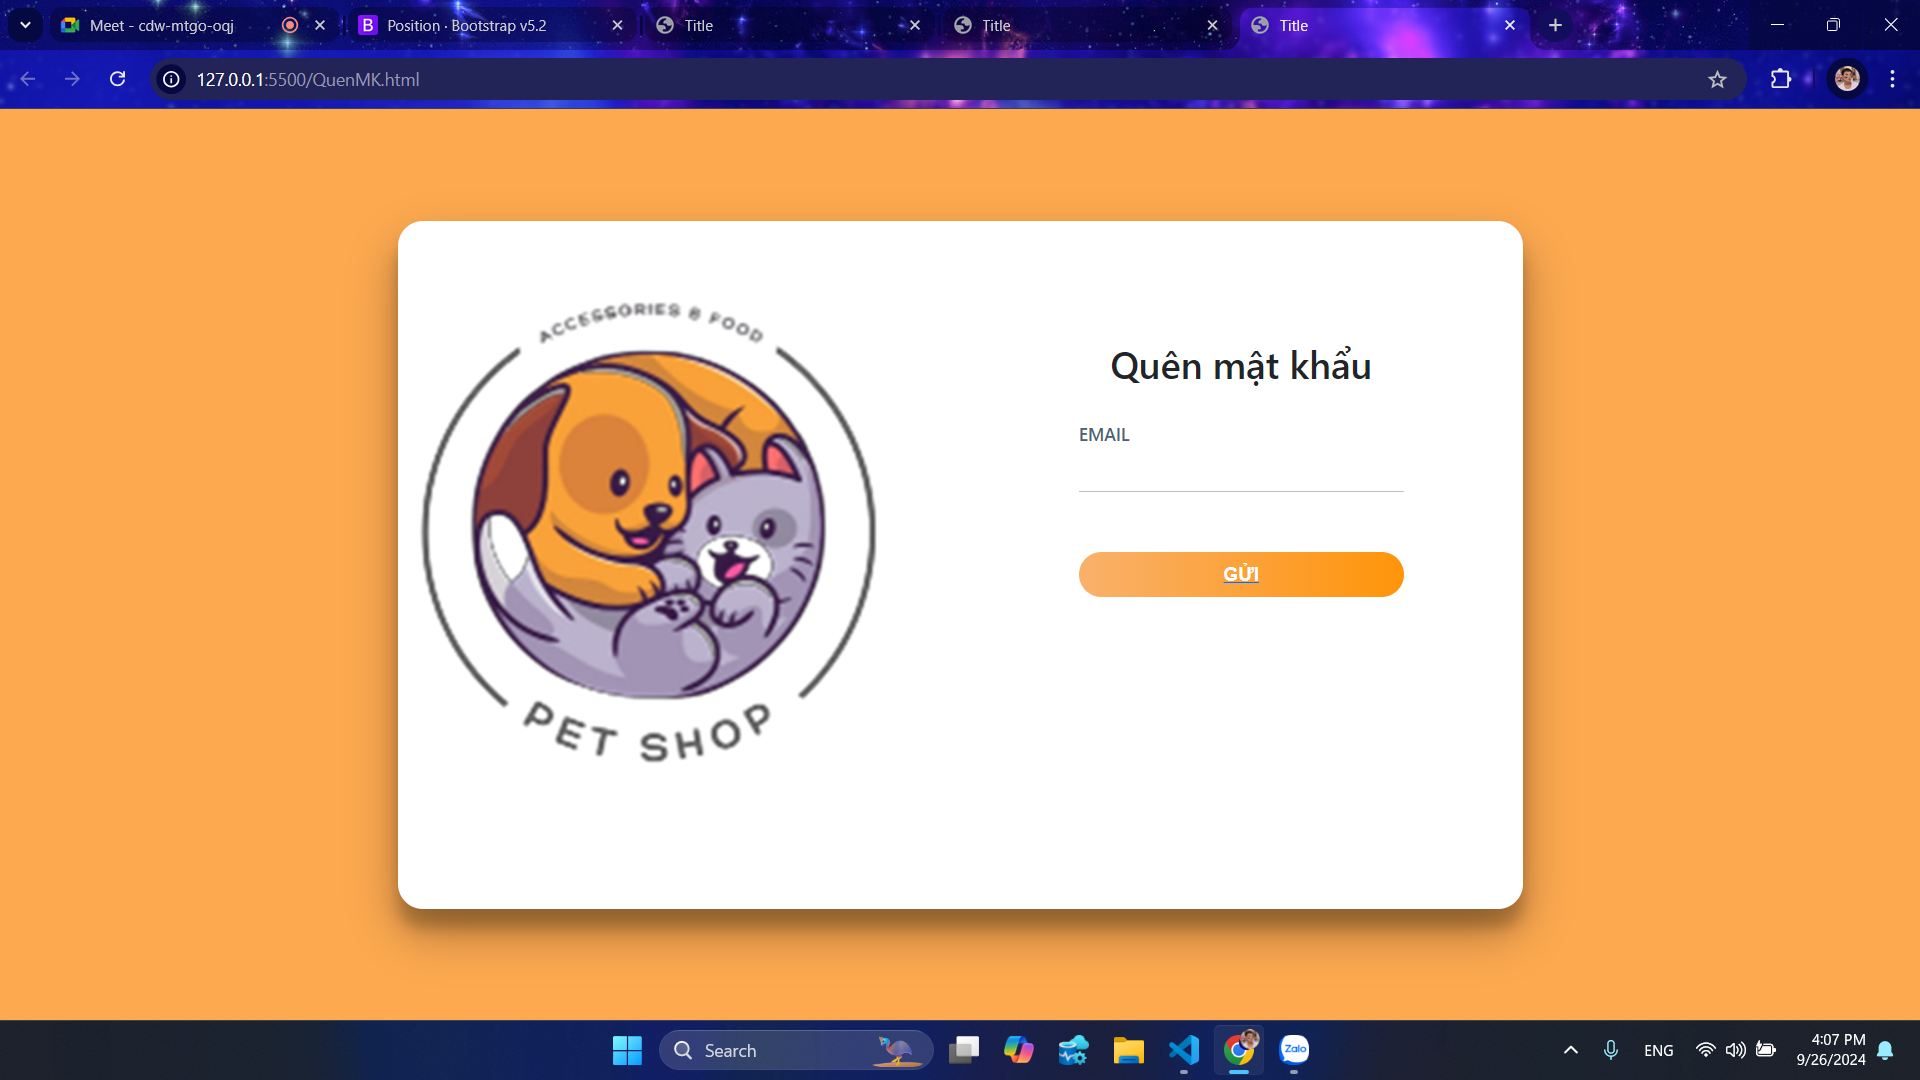 Meet - cdw-mtgo-oqj
Position · Bootstrap v5.2
Title
Title
Title
127.0.0.1:5500/QuenMK.html
ACCESSORIES & FOOD
PET SHOP
Quên mật khẩu
EMAIL
GỬI
Search
Zalo
ENG
4:07 PM
9/26/2024